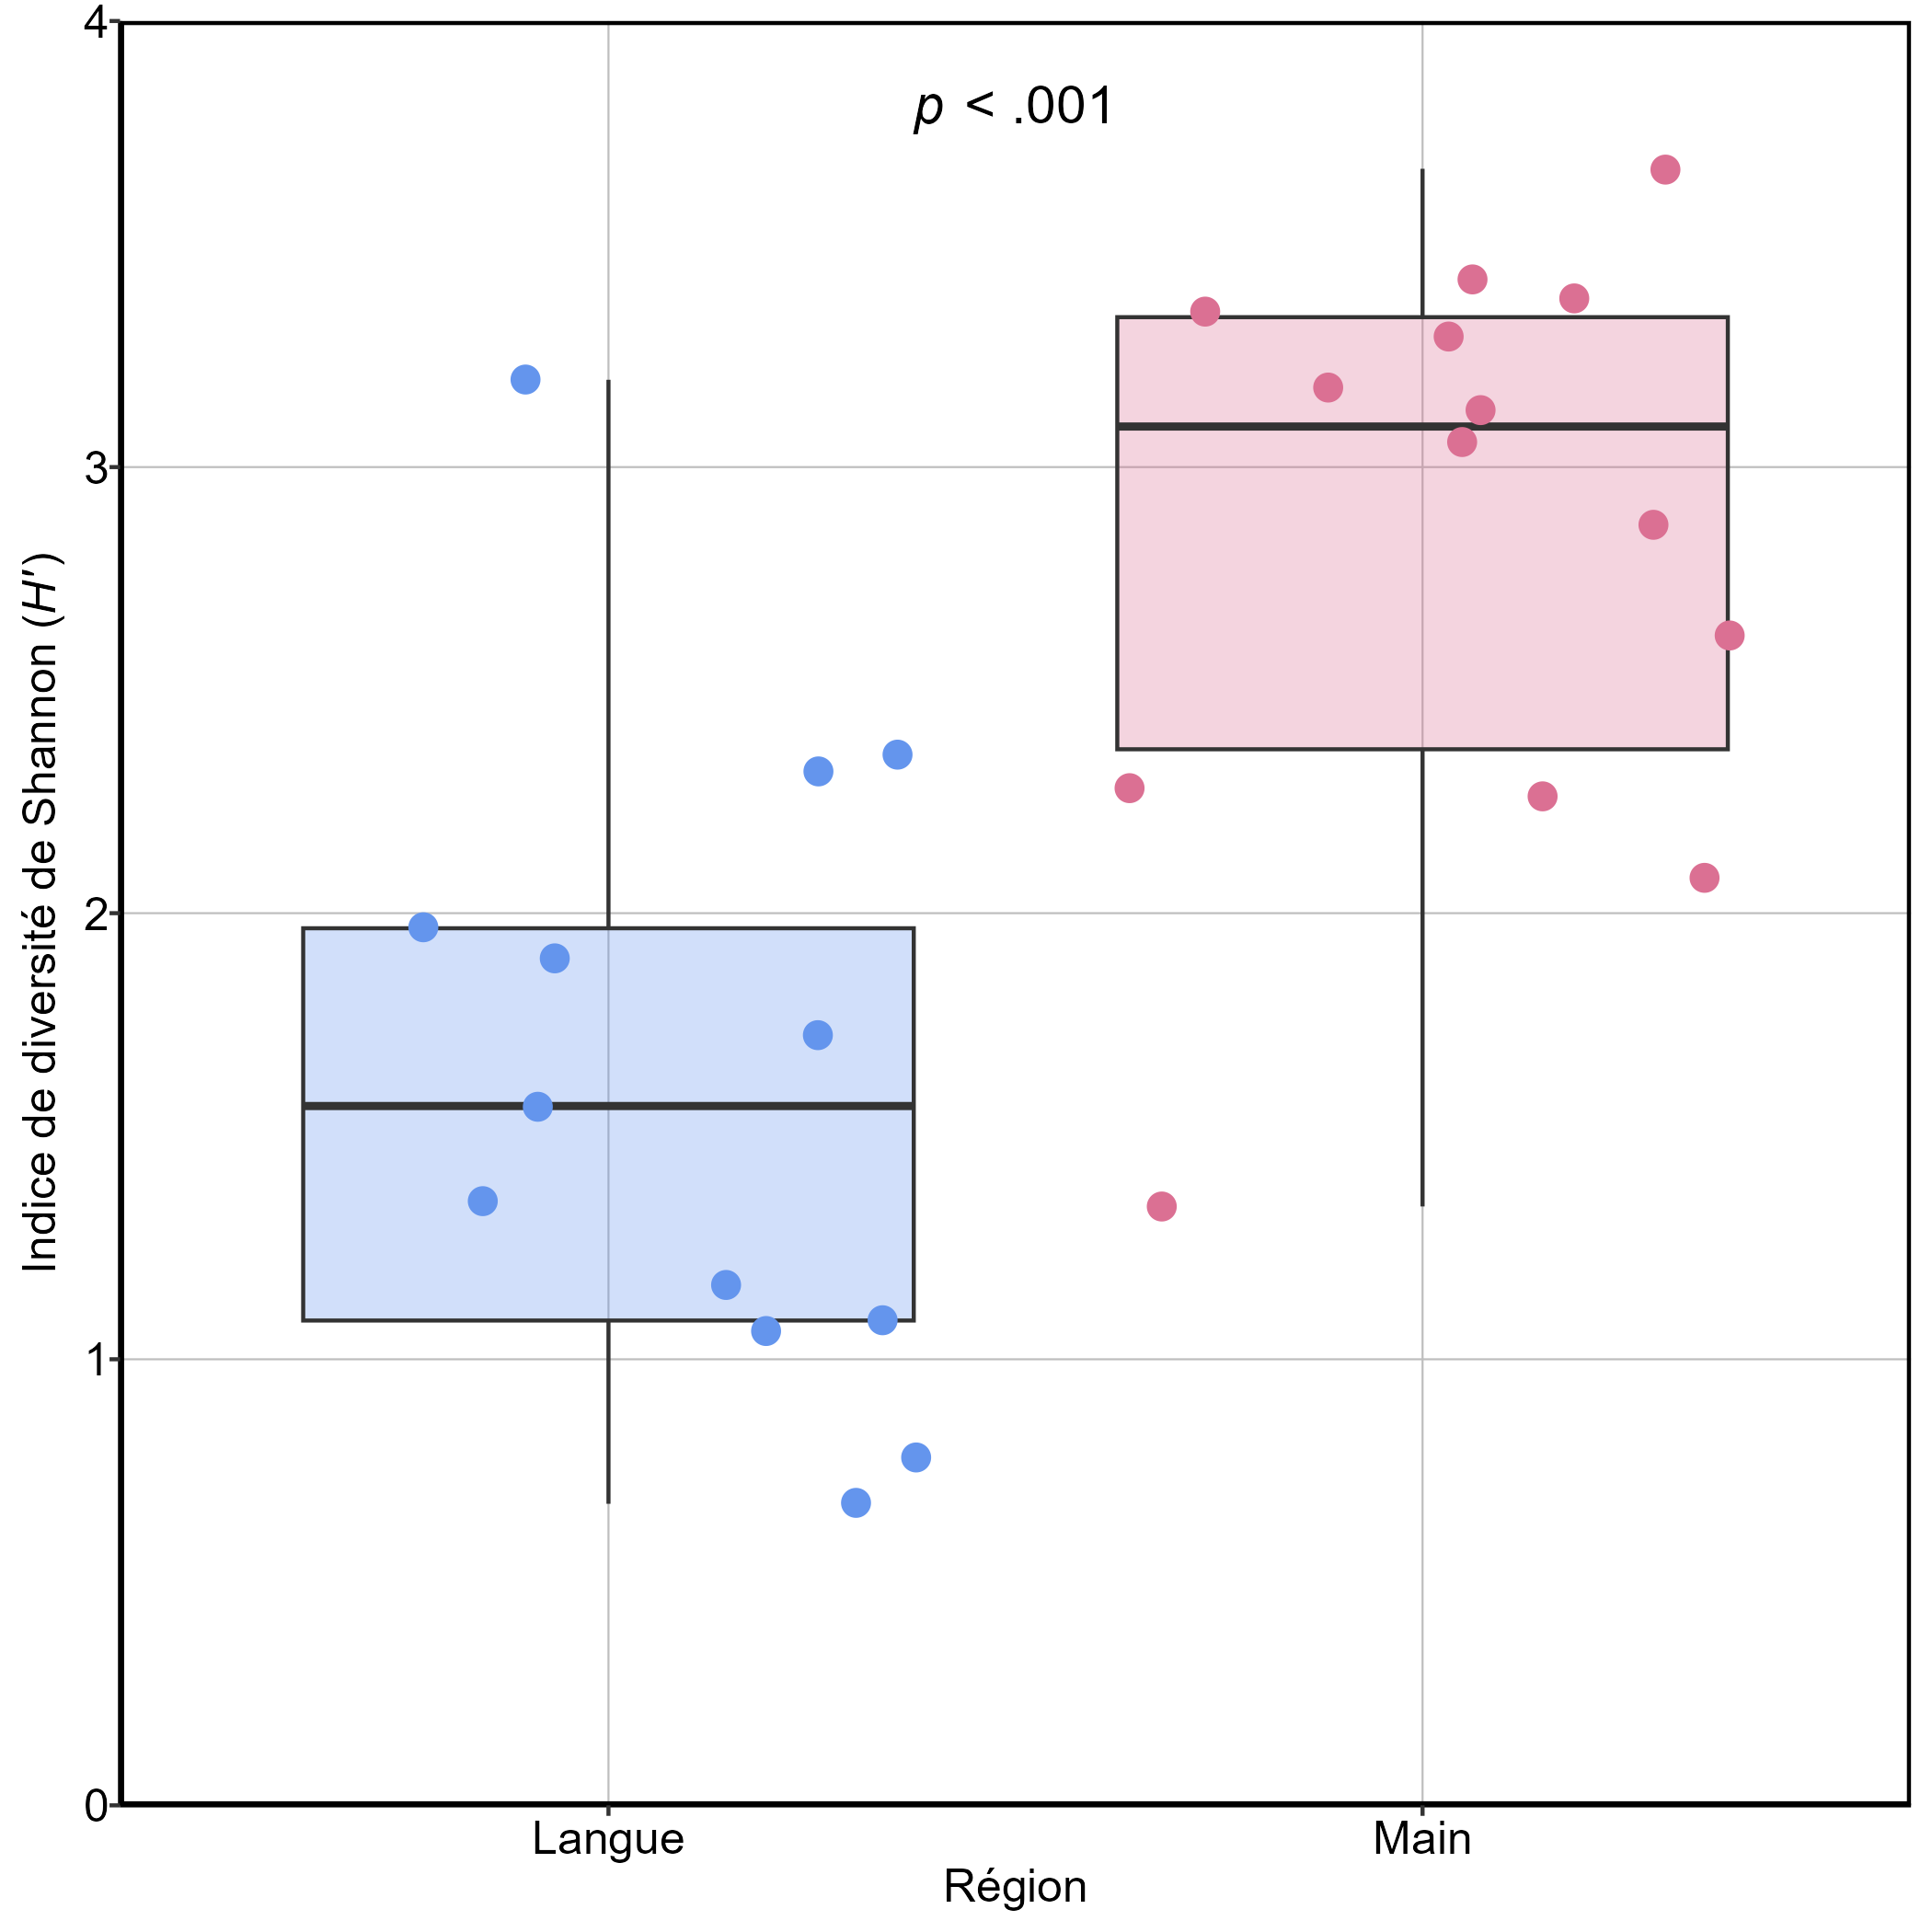 p < .001
4
3
2
1
0
Indice de diversité de Shannon (H')
Langue
Main
Région